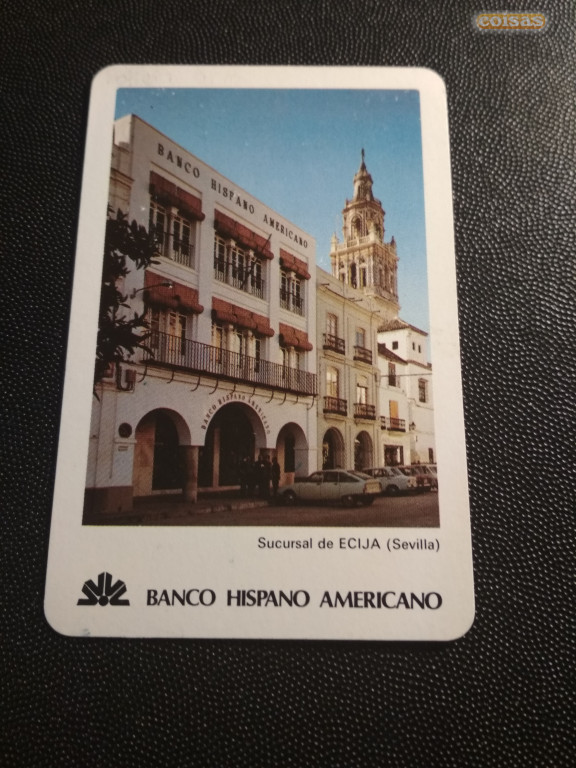 coisas
BANCO HISPANO AMERICANO
BANCO HISPANO AMERICANO
Sucursal de ECIJA (Sevilla)
BANCO HISPANO AMERICANO